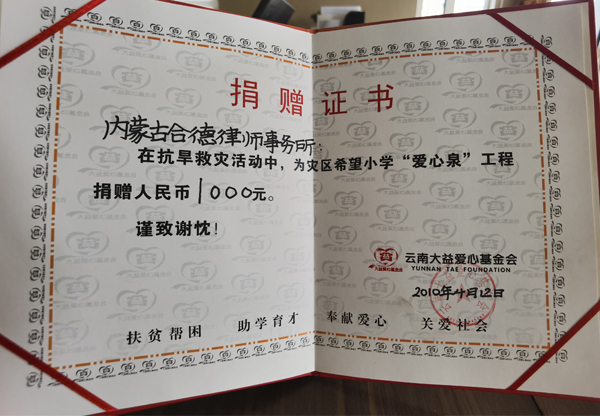 捐赠证书
内蒙古合德律师事务所：
在抗旱救灾活动中，为灾区希望小学“爱心泉”工程
捐赠人民币1000元。
谨致谢忱！
云南大益爱心基金会
YUNNAN TAE FOUNDATION
2010年4月12日
扶贫帮困 助学育才 奉献爱心 关爱社会